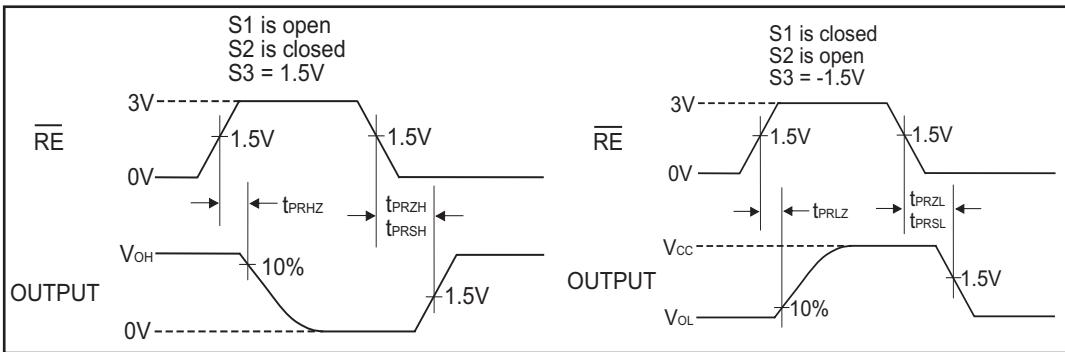 S1 is open
S2 is closed
S3 = 1.5V
3V
RE
1.5V
1.5V
0V
tPRHZ
tPRZH
tPRSH
VOH
10%
OUTPUT
1.5V
0V
S1 is closed
S2 is open
S3 = -1.5V
3V
RE
1.5V
1.5V
0V
tPRLZ
tPRZL
tPRSL
VCC
OUTPUT
1.5V
10%
VOL